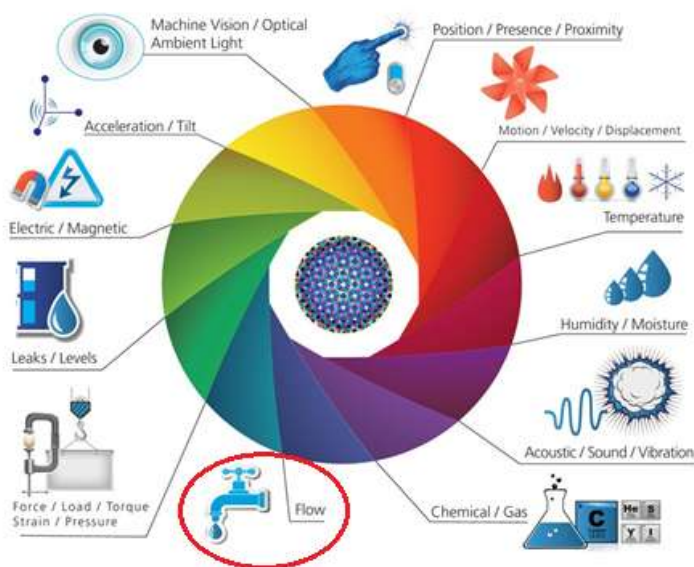 Machine Vision / Optical
Ambient Light
Position / Presence / Proximity
Acceleration / Tilt
Motion / Velocity / Displacement
Electric / Magnetic
Temperature
Leaks / Levels
Humidity / Moisture
Force / Load / Torque
Strain / Pressure
Flow
Chemical / Gas
Acoustic / Sound / Vibration
C
He S
Y I